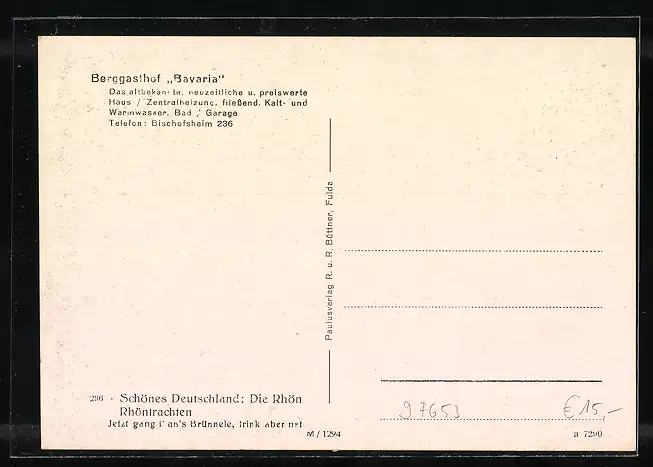 Berggasthof „Bavaria"
Das altbekannte, neuzeitliche u. preiswerte
Haus / Zentralheizung, fließend. Kalt- und
Warmwasser, Bad / Garage
Telefon: Bischofsheim 236
Paulusverlag R. u. R. Büttner, Fulda
296 · Schönes Deutschland: Die Rhön
Rhöntrachten
Jetzt gang i' an's Brünnele, trink aber net
M / 1294
97653
€ 15,-
a 7290